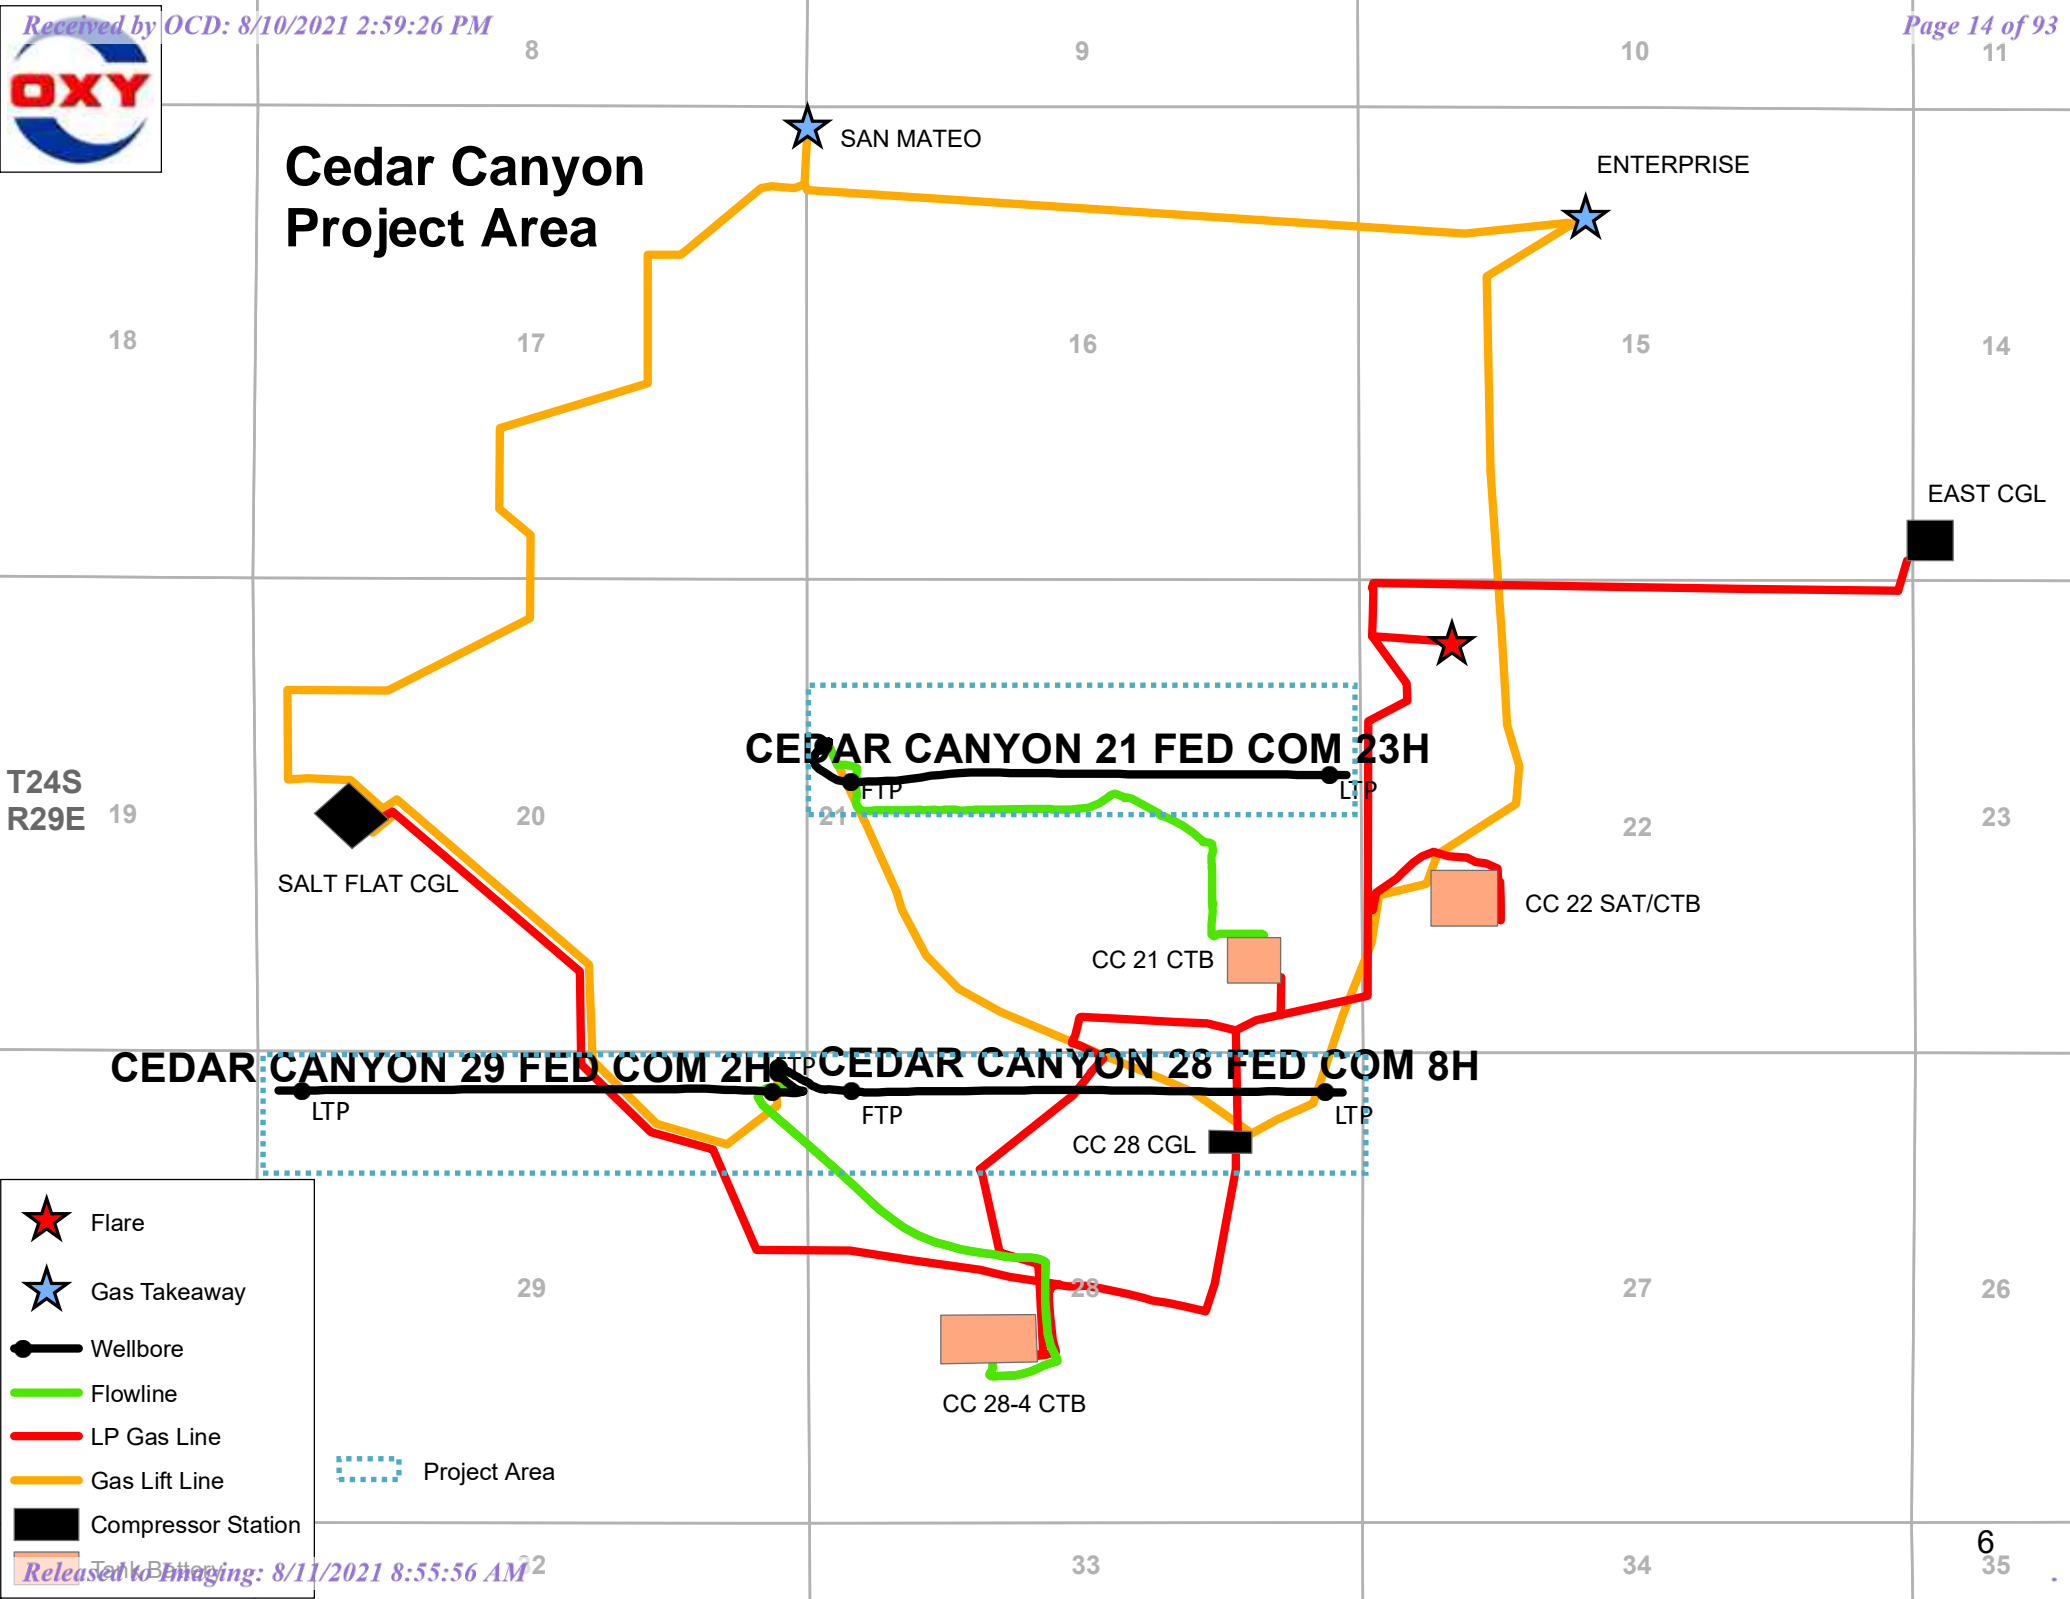 Received by OCD: 8/10/2021 2:59:26 PM
Page 14 of 93
OXY
8
9
10
11
Cedar Canyon
Project Area
SAN MATEO
ENTERPRISE
18
17
16
15
14
EAST CGL
T24S
R29E
19
20
21
22
23
CEDAR CANYON 21 FED COM 23H
FTP
LTP
SALT FLAT CGL
CC 22 SAT/CTB
CC 21 CTB
CEDAR CANYON 29 FED COM 2H
FTP
CEDAR CANYON 28 FED COM 8H
LTP
FTP
LTP
CC 28 CGL
29
28
27
26
CC 28-4 CTB
Flare
Gas Takeaway
Wellbore
Flowline
LP Gas Line
Gas Lift Line
Compressor Station
Tank Battery
Project Area
6
32
33
34
35
Released to Imaging: 8/11/2021 8:55:56 AM
.